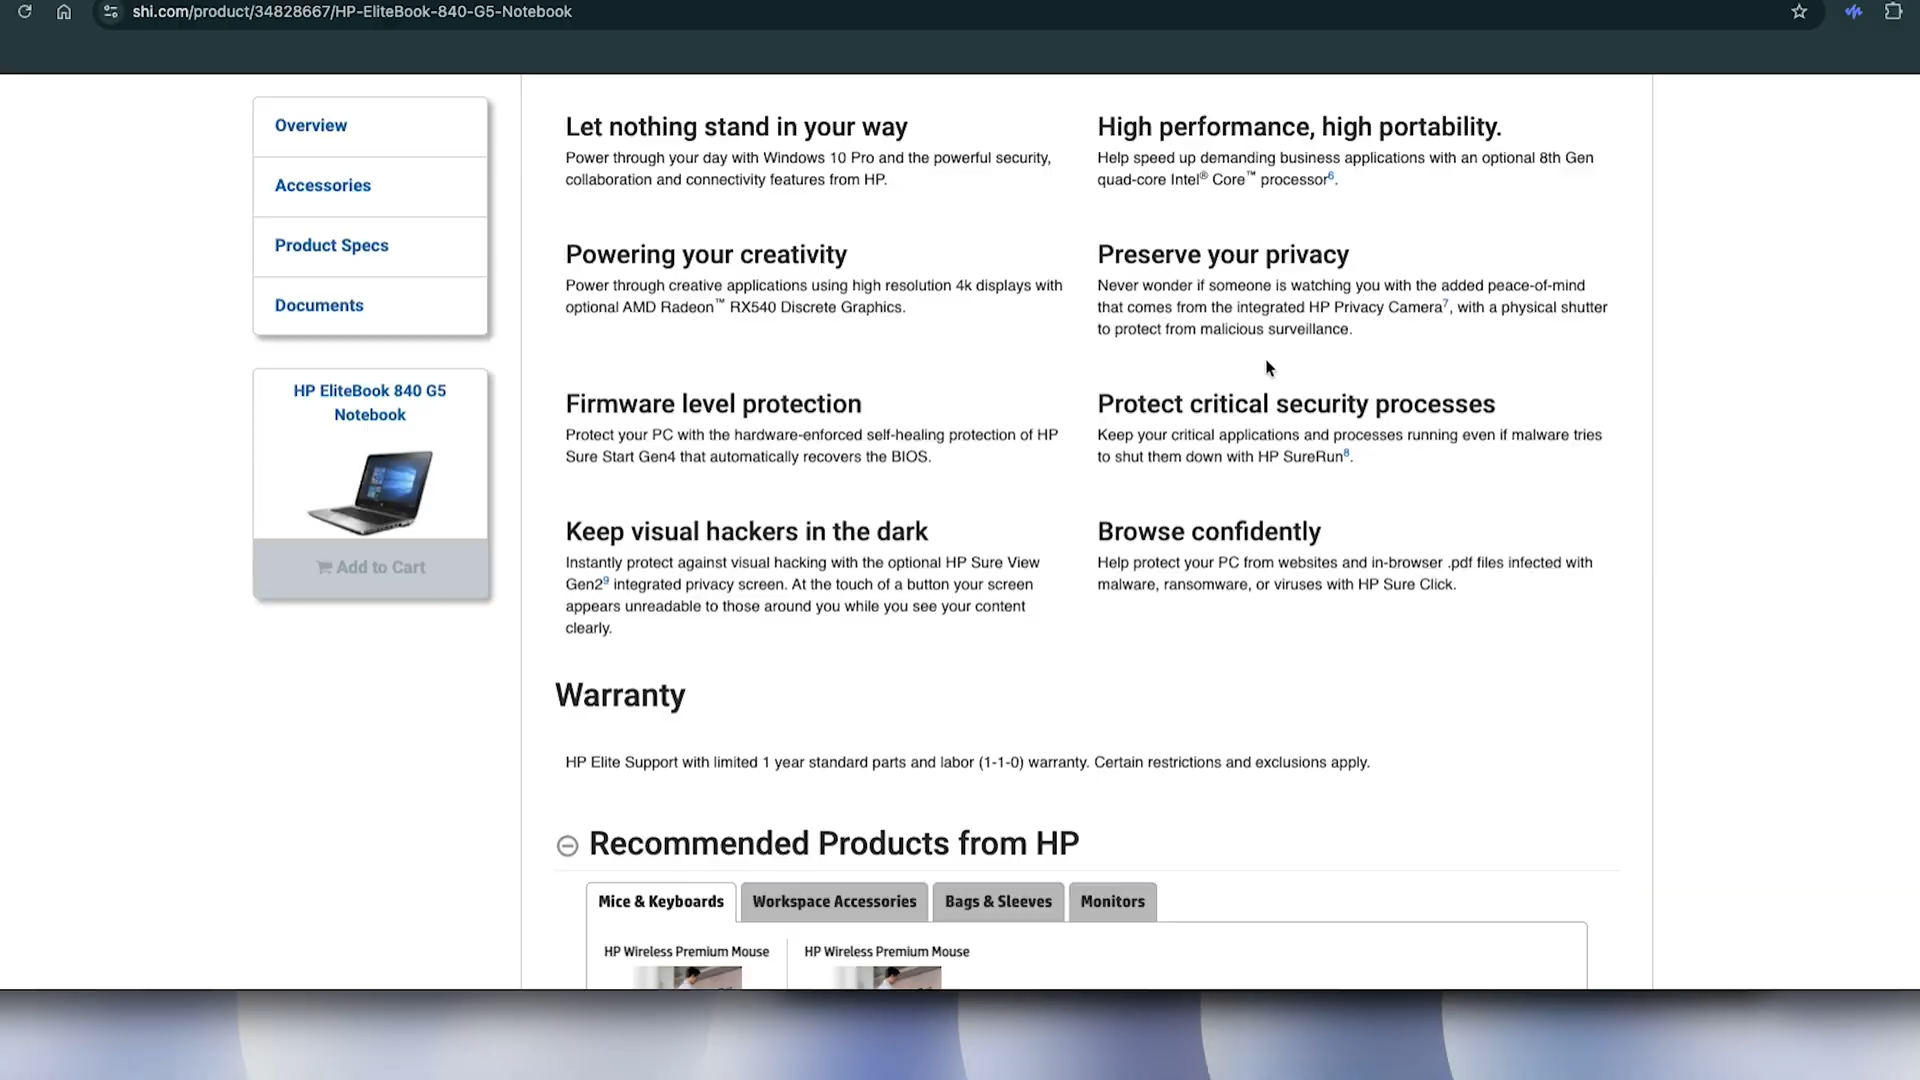 shi.com/product/34828667/HP-EliteBook-840-G5-Notebook
Overview
Accessories
Product Specs
Documents
HP EliteBook 840 G5
Notebook
Add to Cart
Let nothing stand in your way
Power through your day with Windows 10 Pro and the powerful security,
collaboration and connectivity features from HP.
High performance, high portability.
Help speed up demanding business applications with an optional 8th Gen
quad-core Intel® Core™ processor⁶.
Powering your creativity
Power through creative applications using high resolution 4k displays with
optional AMD Radeon™ RX540 Discrete Graphics.
Preserve your privacy
Never wonder if someone is watching you with the added peace-of-mind
that comes from the integrated HP Privacy Camera⁷, with a physical shutter
to protect from malicious surveillance.
Firmware level protection
Protect your PC with the hardware-enforced self-healing protection of HP
Sure Start Gen4 that automatically recovers the BIOS.
Protect critical security processes
Keep your critical applications and processes running even if malware tries
to shut them down with HP SureRun⁸.
Keep visual hackers in the dark
Instantly protect against visual hacking with the optional HP Sure View
Gen2⁹ integrated privacy screen. At the touch of a button your screen
appears unreadable to those around you while you see your content
clearly.
Browse confidently
Help protect your PC from websites and in-browser .pdf files infected with
malware, ransomware, or viruses with HP Sure Click.
Warranty
HP Elite Support with limited 1 year standard parts and labor (1-1-0) warranty. Certain restrictions and exclusions apply.
Recommended Products from HP
Mice & Keyboards
Workspace Accessories
Bags & Sleeves
Monitors
HP Wireless Premium Mouse
HP Wireless Premium Mouse